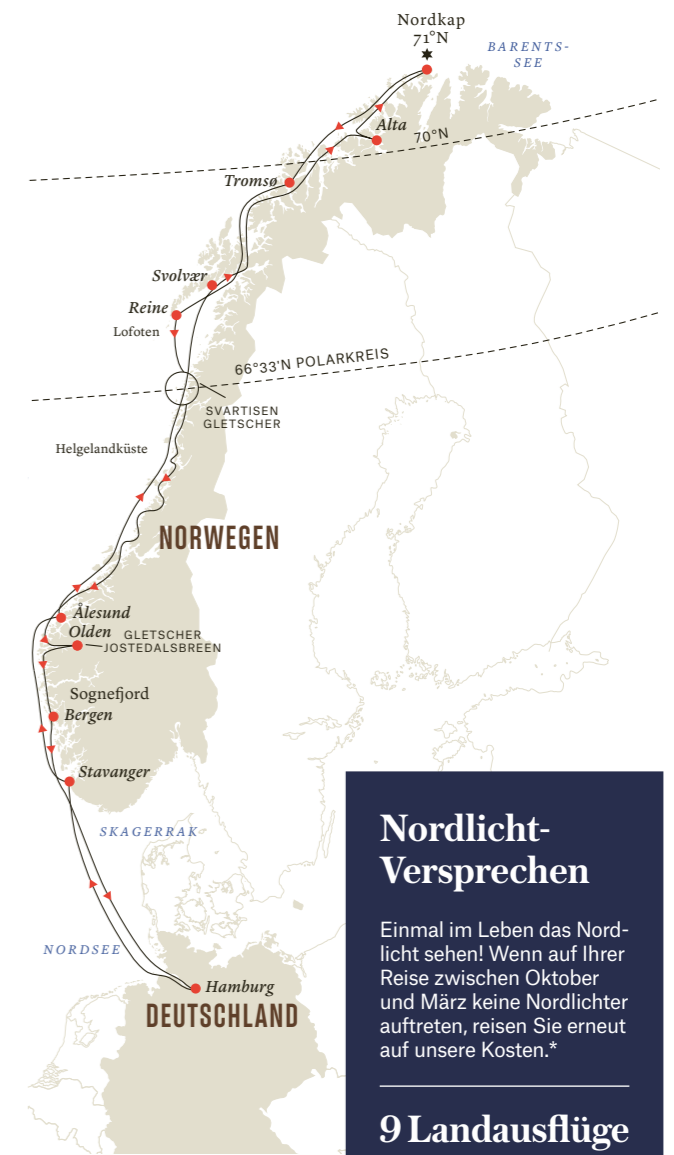 Nordkap
71°N
BARENTS-
SEE
Alta
70°N
Tromsø
Svolvær
Reine
Lofoten
66°33'N POLARKREIS
SVARTISEN
GLETSCHER
Helgelandküste
NORWEGEN
Ålesund
Olden
GLETSCHER
JOSTEDALSBREEN
Sognefjord
Bergen
Stavanger
SKAGERRAK
NORDSEE
Hamburg
DEUTSCHLAND
Nordlicht-
Versprechen
Einmal im Leben das Nord-
licht sehen! Wenn auf Ihrer
Reise zwischen Oktober
und März keine Nordlichter
auftreten, reisen Sie erneut
auf unsere Kosten.*
9 Landausflüge